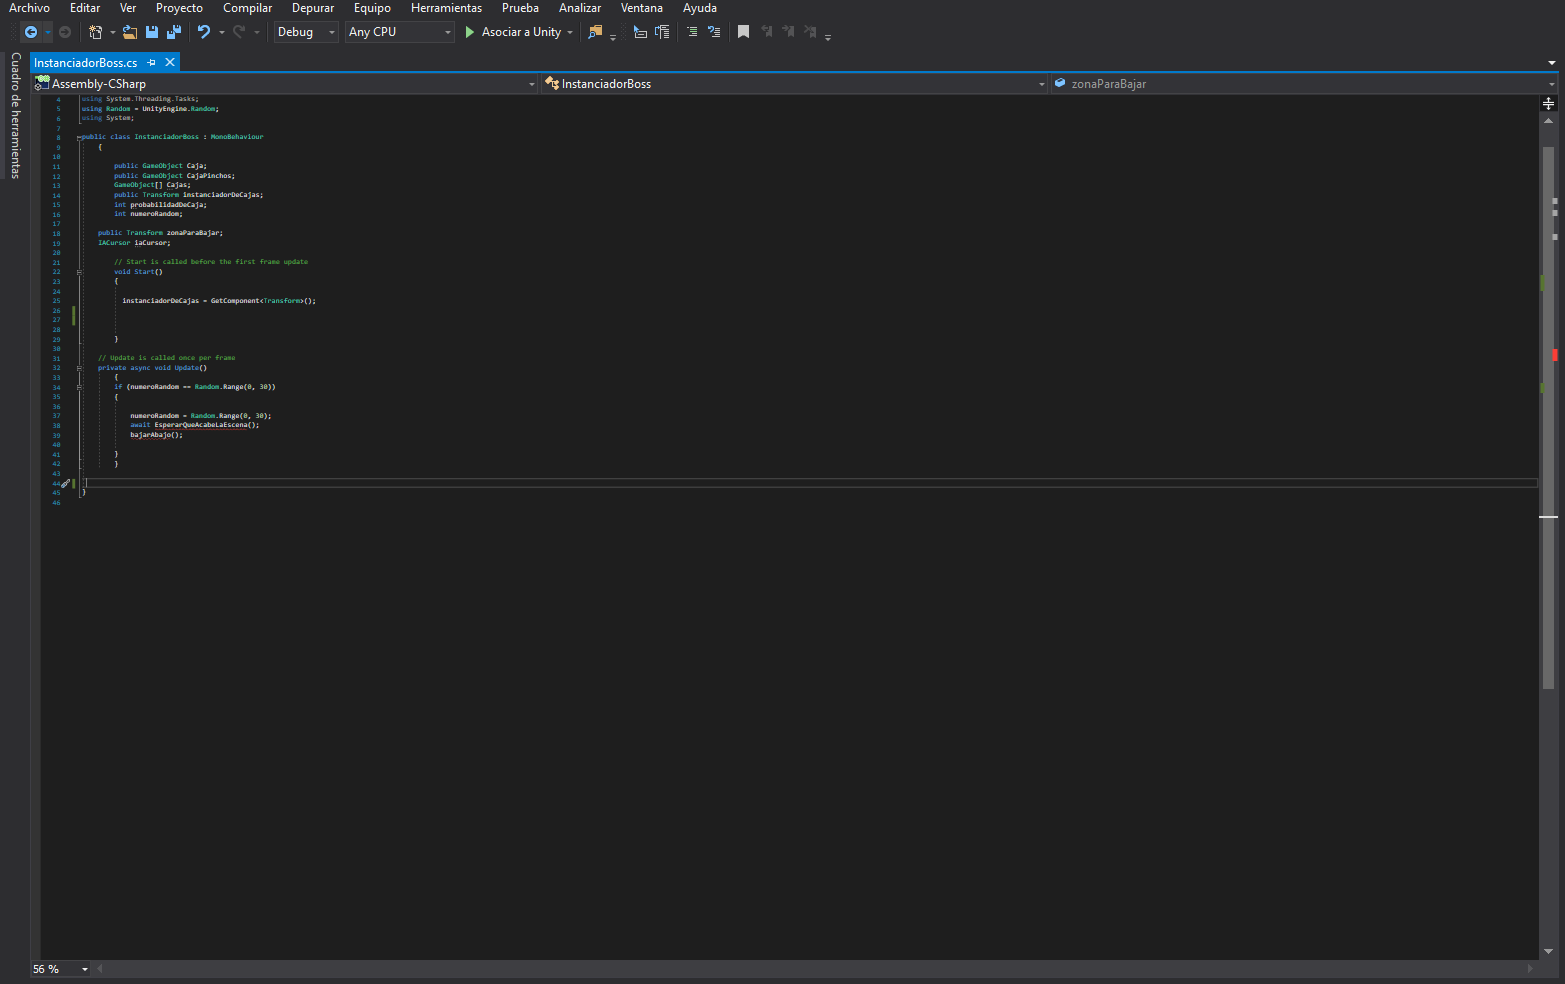 Archivo Editar Ver Proyecto Compilar Depurar Equipo Herramientas Prueba Analizar Ventana Ayuda
Debug Any CPU Asociar a Unity
Cuadro de herramientas
InstanciadorBoss.cs
Assembly-CSharp InstanciadorBoss zonaParaBajar
4 using System.Threading.Tasks;
5 using Random = UnityEngine.Random;
6 using System;
7
8 public class InstanciadorBoss : MonoBehaviour
9 {
10
11 public GameObject Caja;
12 public GameObject CajaPinchos;
13 GameObject[] Cajas;
14 public Transform instanciadorDeCajas;
15 int probabilidadDeCaja;
16 int numeroRandom;
17
18 public Transform zonaParaBajar;
19 IACursor iaCursor;
20
21 // Start is called before the first frame update
22 void Start()
23 {
24
25 instanciadorDeCajas = GetComponent<Transform>();
26
27
28
29 }
30
31 // Update is called once per frame
32 private async void Update()
33 {
34 if (numeroRandom == Random.Range(0, 30))
35 {
36
37 numeroRandom = Random.Range(0, 30);
38 await EsperarQueAcabeLaEscena();
39 bajarAbajo();
40
41 }
42 }
43
44
45 }
46
56 %